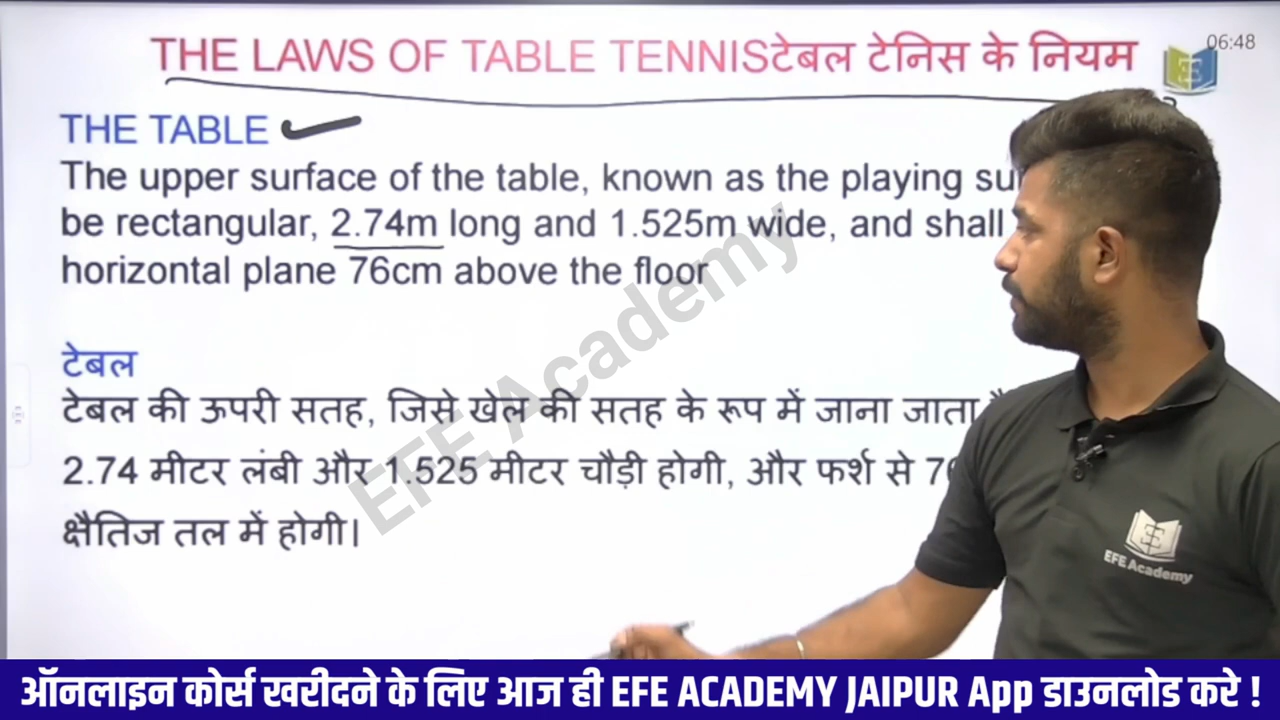 THE LAWS OF TABLE TENNISटेबल टेनिस के नियम
06:48
THE TABLE
The upper surface of the table, known as the playing
be rectangular, 2.74m long and 1.525m wide, and shall
horizontal plane 76cm above the floor
टेबल
टेबल की ऊपरी सतह, जिसे खेल की सतह के रूप में जाना जाता
2.74 मीटर लंबी और 1.525 मीटर चौड़ी होगी, और फर्श से
क्षैतिज तल में होगी।
EFE Academy
EFE Academy
ऑनलाइन कोर्स खरीदने के लिए आज ही EFE ACADEMY JAIPUR App डाउनलोड करे !